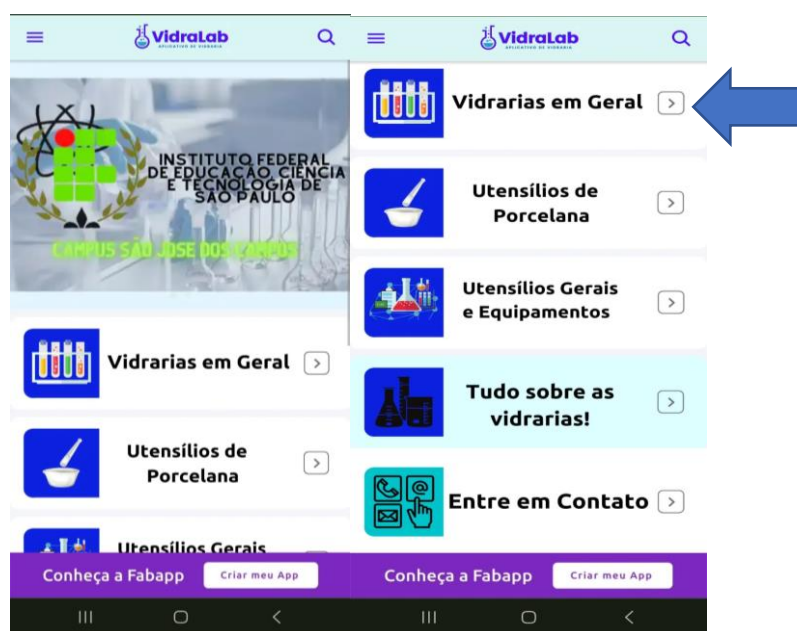 VidraLab
APLICATIVO DE VIDRARIA
INSTITUTO FEDERAL
DE EDUCAÇÃO, CIÊNCIA
E TECNOLOGIA DE
SÃO PAULO
CAMPUS SÃO JOSE DOS CAMPOS
Vidrarias em Geral
Utensílios de
Porcelana
Utensílios Gerais
Conheça a Fabapp
Criar meu App
VidraLab
APLICATIVO DE VIDRARIA
Vidrarias em Geral
Utensílios de
Porcelana
Utensílios Gerais
e Equipamentos
Tudo sobre as
vidrarias!
Entre em Contato
Conheça a Fabapp
Criar meu App